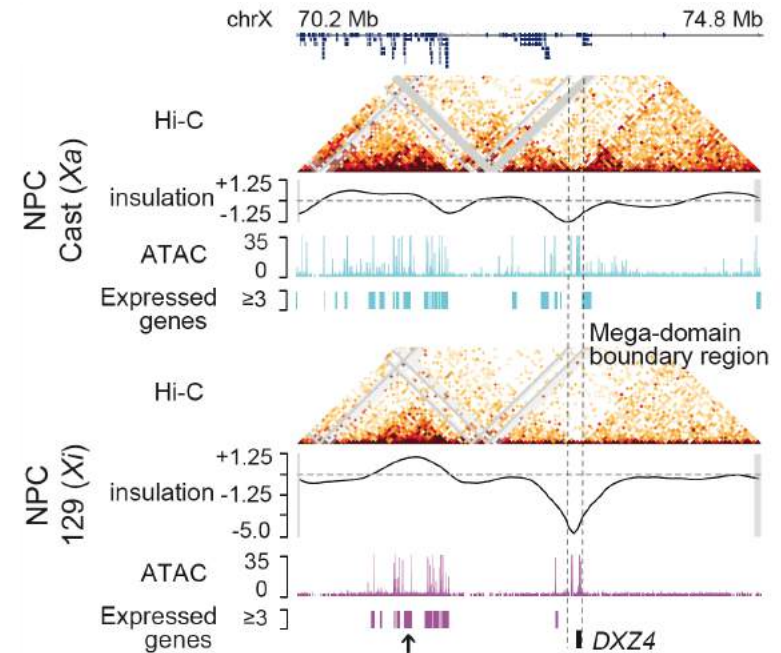 chrX 70.2 Mb 74.8 Mb
Hi-C
NPC
Cast (Xa)
insulation +1.25
-1.25
ATAC 35
0
Expressed
genes ≥3
Mega-domain
boundary region
Hi-C
NPC
129 (Xi)
insulation +1.25
-1.25
-5.0
ATAC 35
0
Expressed
genes ≥3
DXZ4